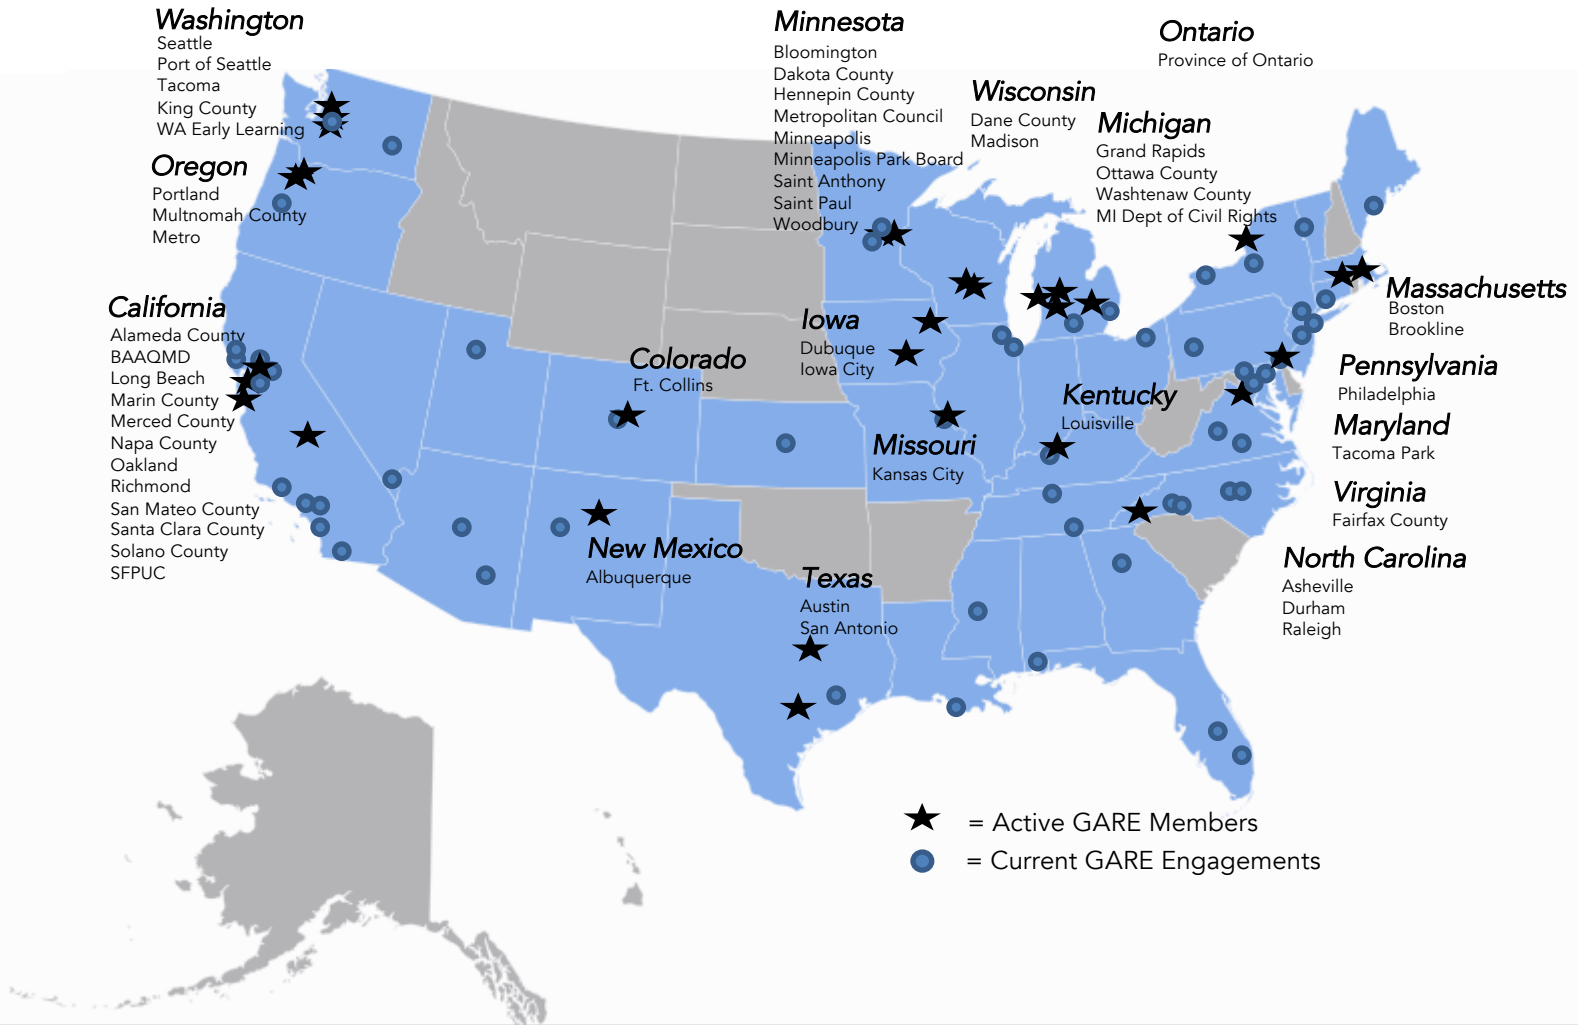 Washington
Seattle
Port of Seattle
Tacoma
King County
WA Early Learning
Oregon
Portland
Multnomah County
Metro
California
Alameda County
BAAQMD
Long Beach
Marin County
Merced County
Napa County
Oakland
Richmond
San Mateo County
Santa Clara County
Solano County
SFPUC
Colorado
Ft. Collins
New Mexico
Albuquerque
Minnesota
Bloomington
Dakota County
Hennepin County
Metropolitan Council
Minneapolis
Minneapolis Park Board
Saint Anthony
Saint Paul
Woodbury
Iowa
Dubuque
Iowa City
Missouri
Kansas City
Texas
Austin
San Antonio
Wisconsin
Dane County
Madison
Michigan
Grand Rapids
Ottawa County
Washtenaw County
MI Dept of Civil Rights
Kentucky
Louisville
Ontario
Province of Ontario
Massachusetts
Boston
Brookline
Pennsylvania
Philadelphia
Maryland
Tacoma Park
Virginia
Fairfax County
North Carolina
Asheville
Durham
Raleigh
= Active GARE Members
= Current GARE Engagements